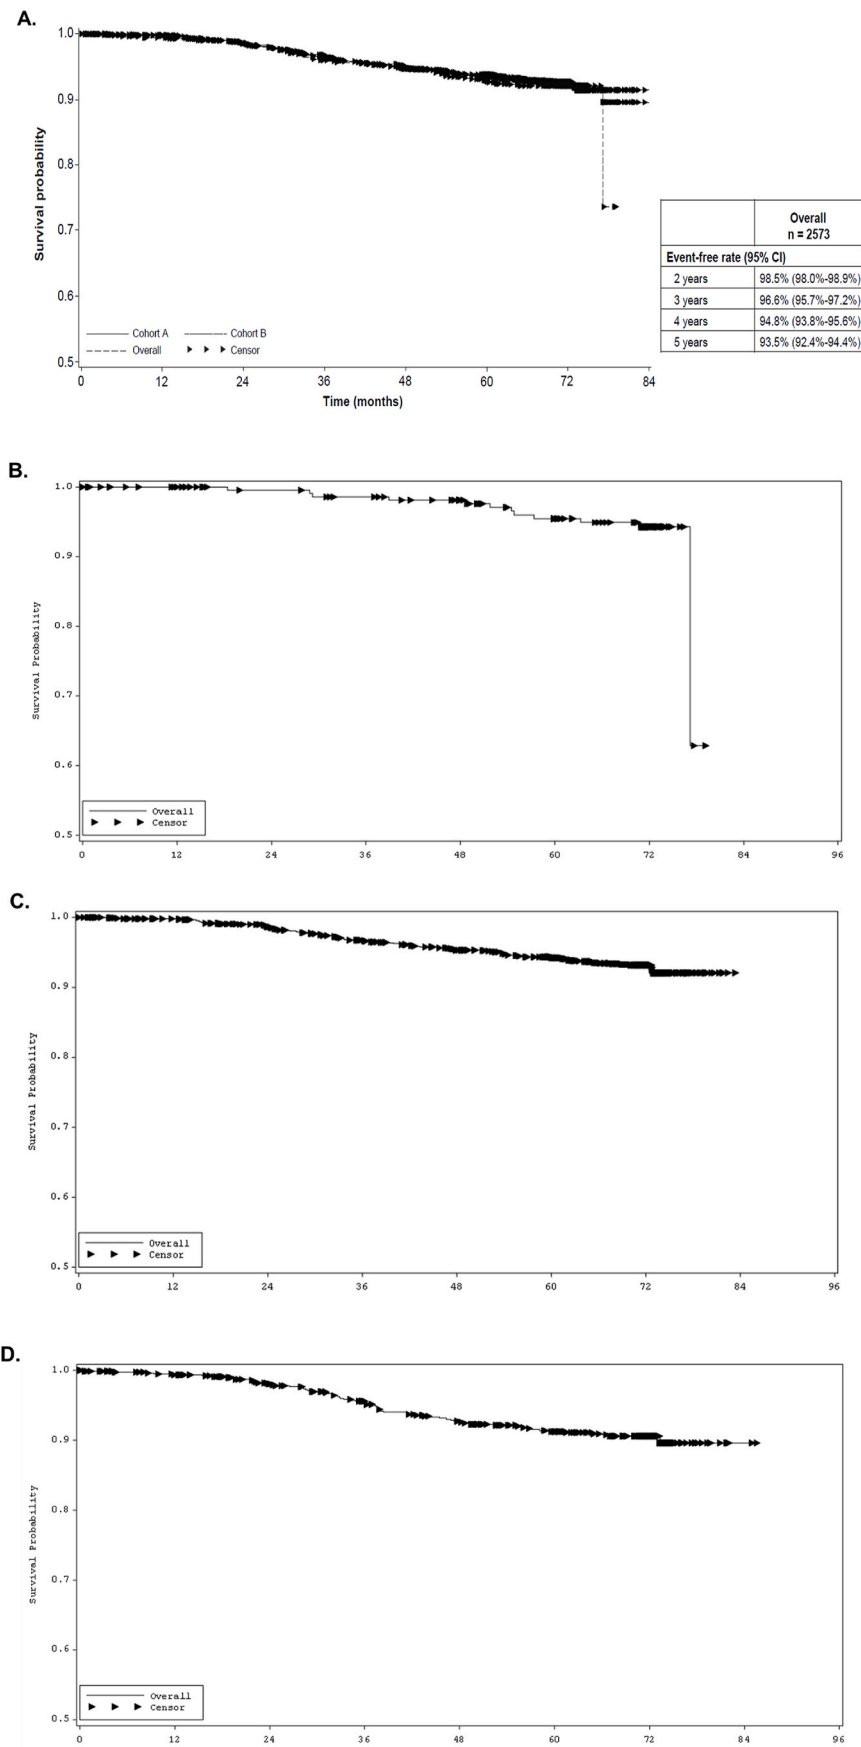 A.
1.0
0.9
0.8
0.7
0.6
0.5
Survival probability
Cohort A
Cohort B
Overall
Censor
0 12 24 36 48 60 72 84
Time (months)
Overall
n = 2573
Event-free rate (95% CI)
2 years 98.5% (98.0%-98.9%)
3 years 96.6% (95.7%-97.2%)
4 years 94.8% (93.8%-95.6%)
5 years 93.5% (92.4%-94.4%)
B.
1.0
0.9
0.8
0.7
0.6
0.5
Survival Probability
Overall
Censor
0 12 24 36 48 60 72 84 96
C.
1.0
0.9
0.8
0.7
0.6
0.5
Survival Probability
Overall
Censor
0 12 24 36 48 60 72 84 96
D.
1.0
0.9
0.8
0.7
0.6
0.5
Survival Probability
Overall
Censor
0 12 24 36 48 60 72 84 96